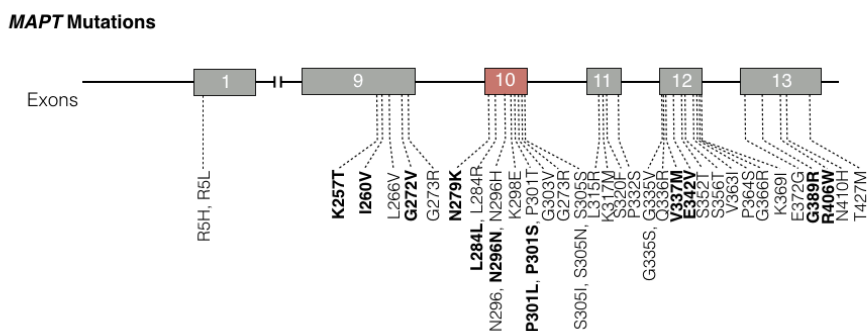 MAPT Mutations
1
9
10
11
12
13
Exons
R5H, R5L
K257T
I260V
L266V
G272V
G273R
N279K
L284L, L284R
N296, N296N, N296H
K298E
P301L, P301S, P301T
G303V
G273R
S305I, S305N, S305S
L315R
K317M
S320F
P332S
G335S, G335V
Q336R
V337M
E342V
S352T
S356T
V363I
P364S
G366R
K369I
E372G
G389R
R406W
N410H
T427M